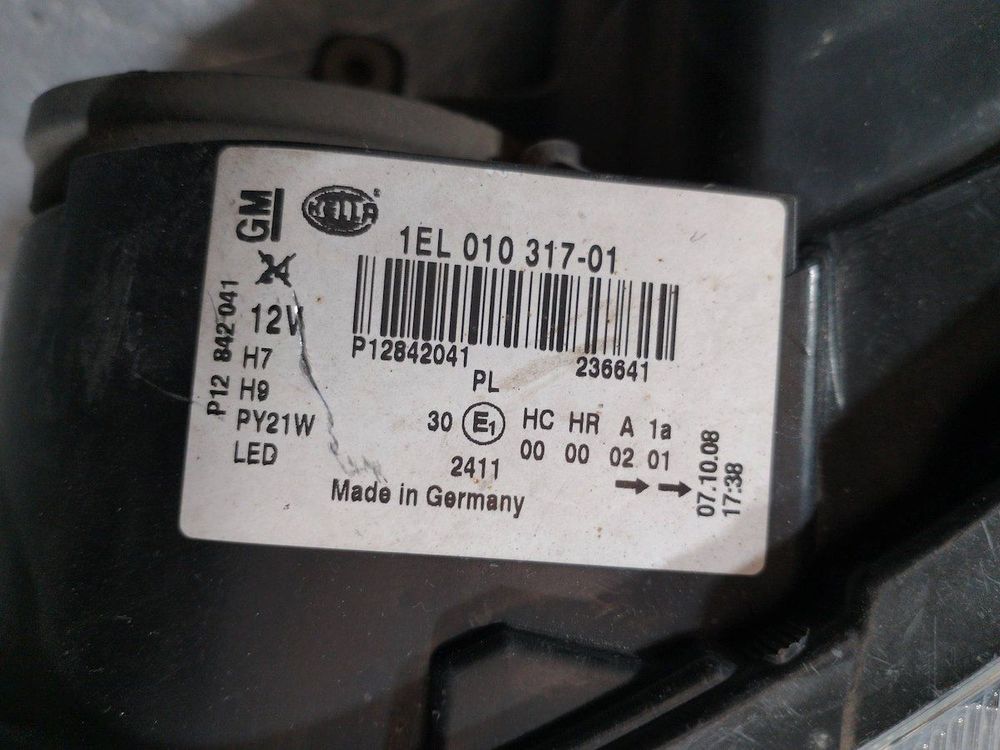 GM
HELLA
1EL 010 317-01
P12842041 236641
P12 842 041
12V
H7
H9
PY21W
LED
PL
30 E1 HC HR A 1a
00 00 02 01
2411
Made in Germany
07.10.08
17:38